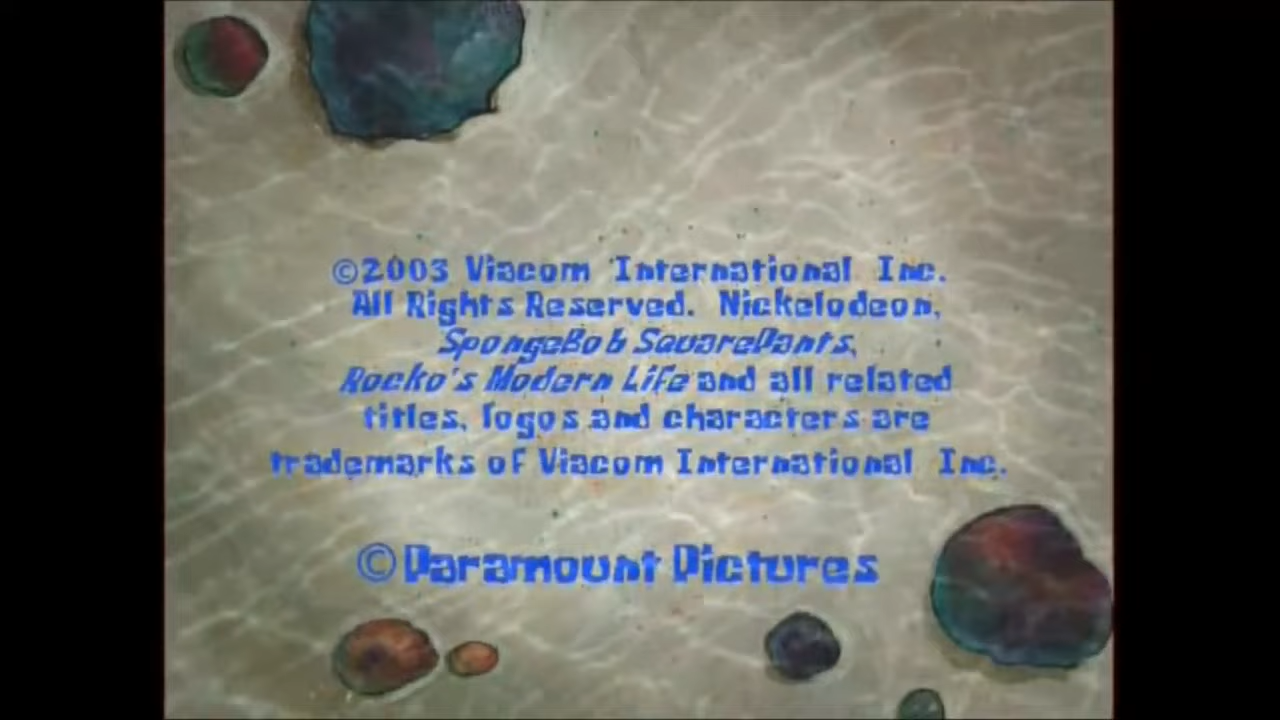 ©2003 Viacom International Inc.
All Rights Reserved. Nickelodeon,
SpongeBob SquarePants,
Rocko's Modern Life and all related
titles, logos and characters are
trademarks of Viacom International Inc.
©Paramount Pictures